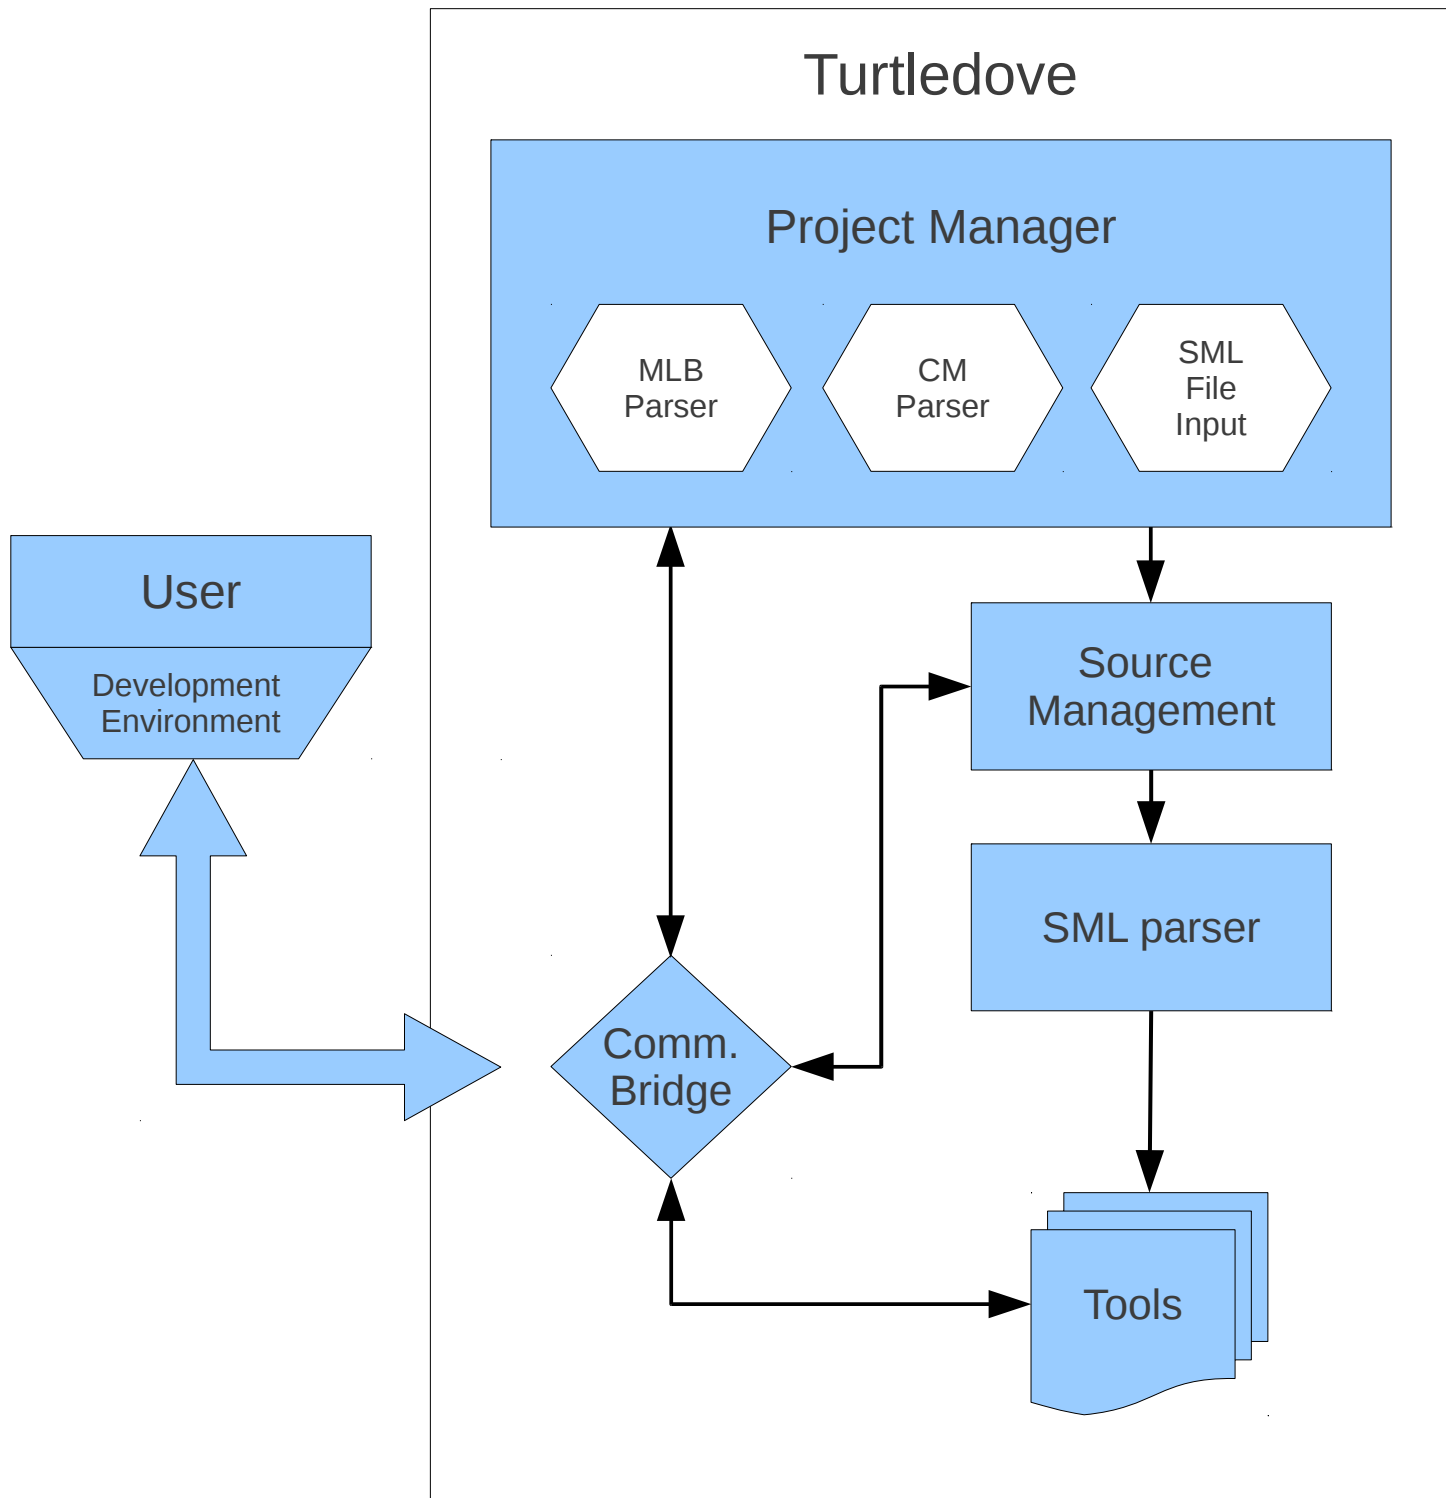 Turtledove
Project Manager
MLB
Parser
CM
Parser
SML
File
Input
User
Development
Environment
Source
Management
SML parser
Comm.
Bridge
Tools